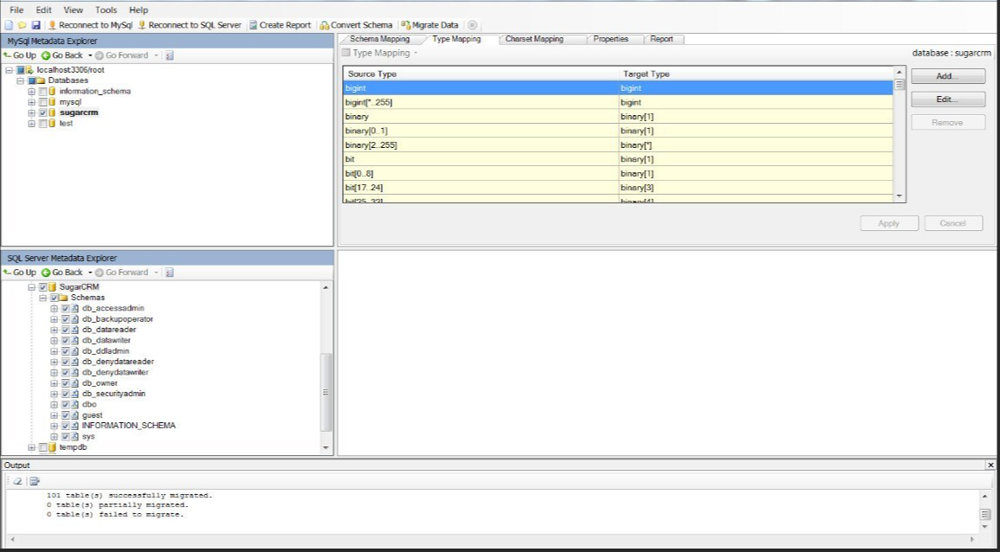 File Edit View Tools Help
Reconnect to MySql Reconnect to SQL Server Create Report Convert Schema Migrate Data
MySql Metadata Explorer
Go Up Go Back Go Forward
localhost:3306/root
Databases
information_schema
mysql
sugarcrm
test
Schema Mapping Type Mapping Charset Mapping Properties Report
Type Mapping database : sugarcrm
Source Type Target Type
bigint bigint
bigint[*..255] bigint
binary binary[1]
binary[0..1] binary[1]
binary[2..255] binary[*]
bit binary[1]
bit[0..8] binary[1]
bit[17..24] binary[3]
bit[25..32] binary[4]
Add...
Edit...
Remove
Apply Cancel
SQL Server Metadata Explorer
Go Up Go Back Go Forward
SugarCRM
Schemas
db_accessadmin
db_backupoperator
db_datareader
db_datawriter
db_ddladmin
db_denydatareader
db_denydatawriter
db_owner
db_securityadmin
dbo
guest
INFORMATION_SCHEMA
sys
tempdb
Output
101 table(s) successfully migrated.
0 table(s) partially migrated.
0 table(s) failed to migrate.